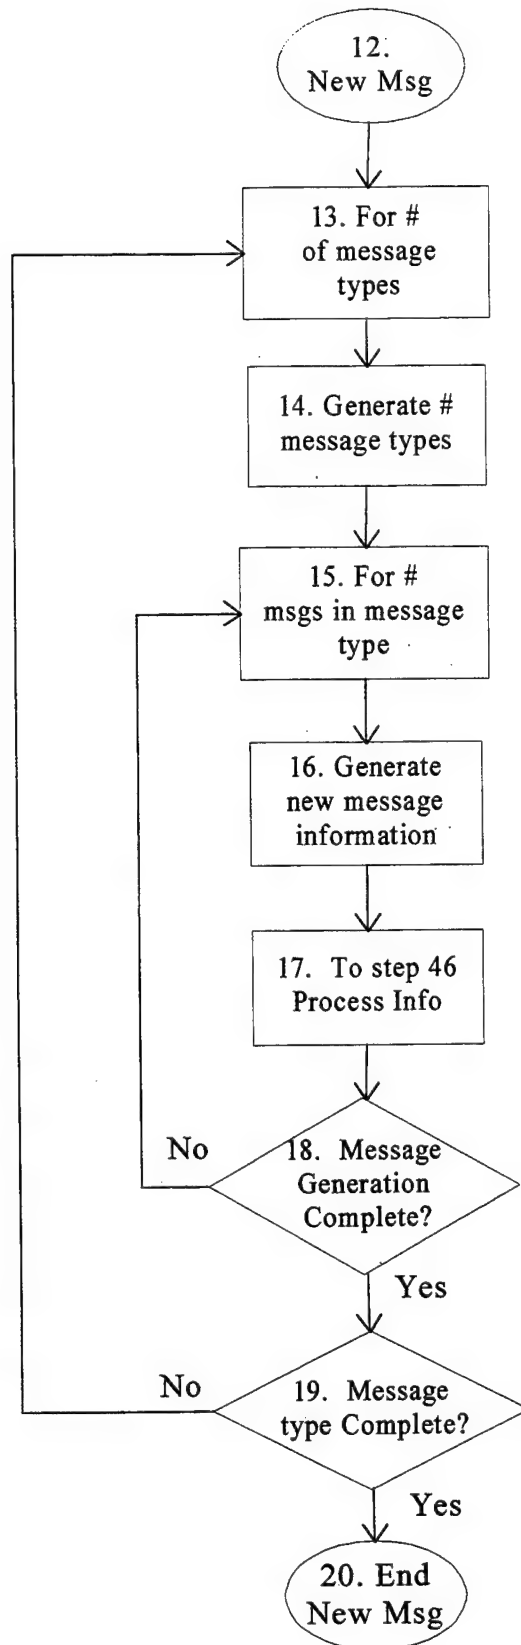 12.
New Msg
13. For #
of message
types
14. Generate #
message types
15. For #
msgs in message
type
16. Generate
new message
information
17. To step 46
Process Info
No
18. Message
Generation
Complete?
Yes
No
19. Message
type Complete?
Yes
20. End
New Msg